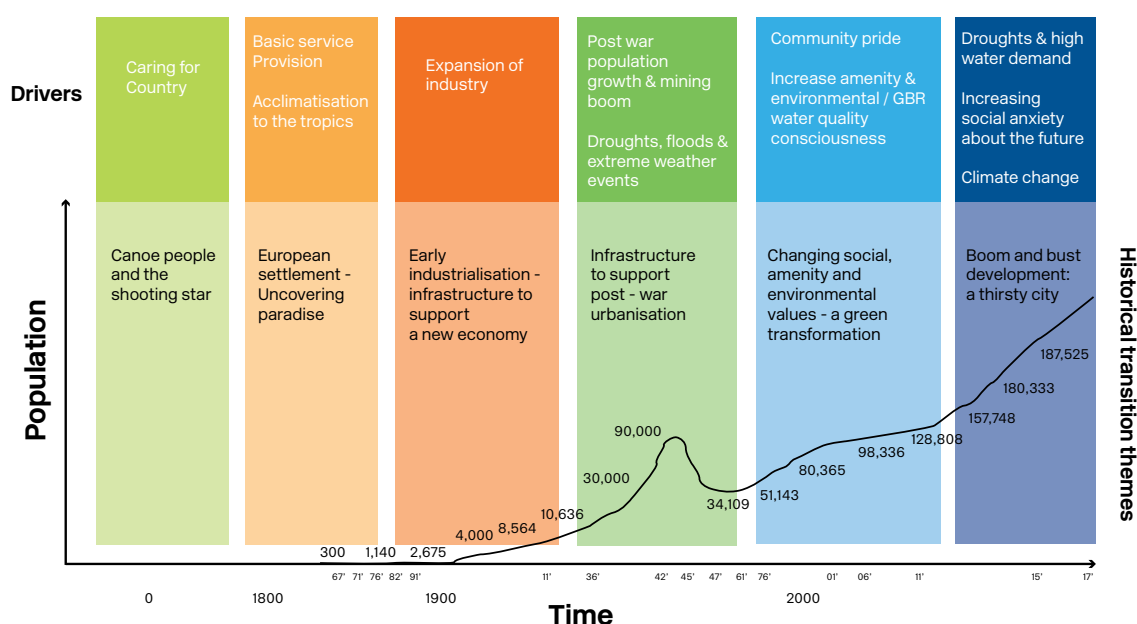 Drivers
Caring for
Country
Basic service
Provision
Acclimatisation
to the tropics
Expansion of
industry
Post war
population
growth & mining
boom
Droughts, floods &
extreme weather
events
Community pride
Increase amenity &
environmental / GBR
water quality
consciousness
Droughts & high
water demand
Increasing
social anxiety
about the future
Climate change
Population
Canoe people
and the
shooting star
European
settlement -
Uncovering
paradise
Early
industrialisation -
infrastructure to
support
a new economy
Infrastructure
to support
post - war
urbanisation
Changing social,
amenity and
environmental
values - a green
transformation
Boom and bust
development:
a thirsty city
Historical transition themes
300
1,140
2,675
4,000
8,564
10,636
30,000
90,000
34,109
51,143
80,365
98,336
128,808
157,748
180,333
187,525
67' 71' 76' 82' 91' 11' 36' 42' 45' 47' 61' 76' 01' 06' 11' 15' 17'
0 1800 1900 2000
Time